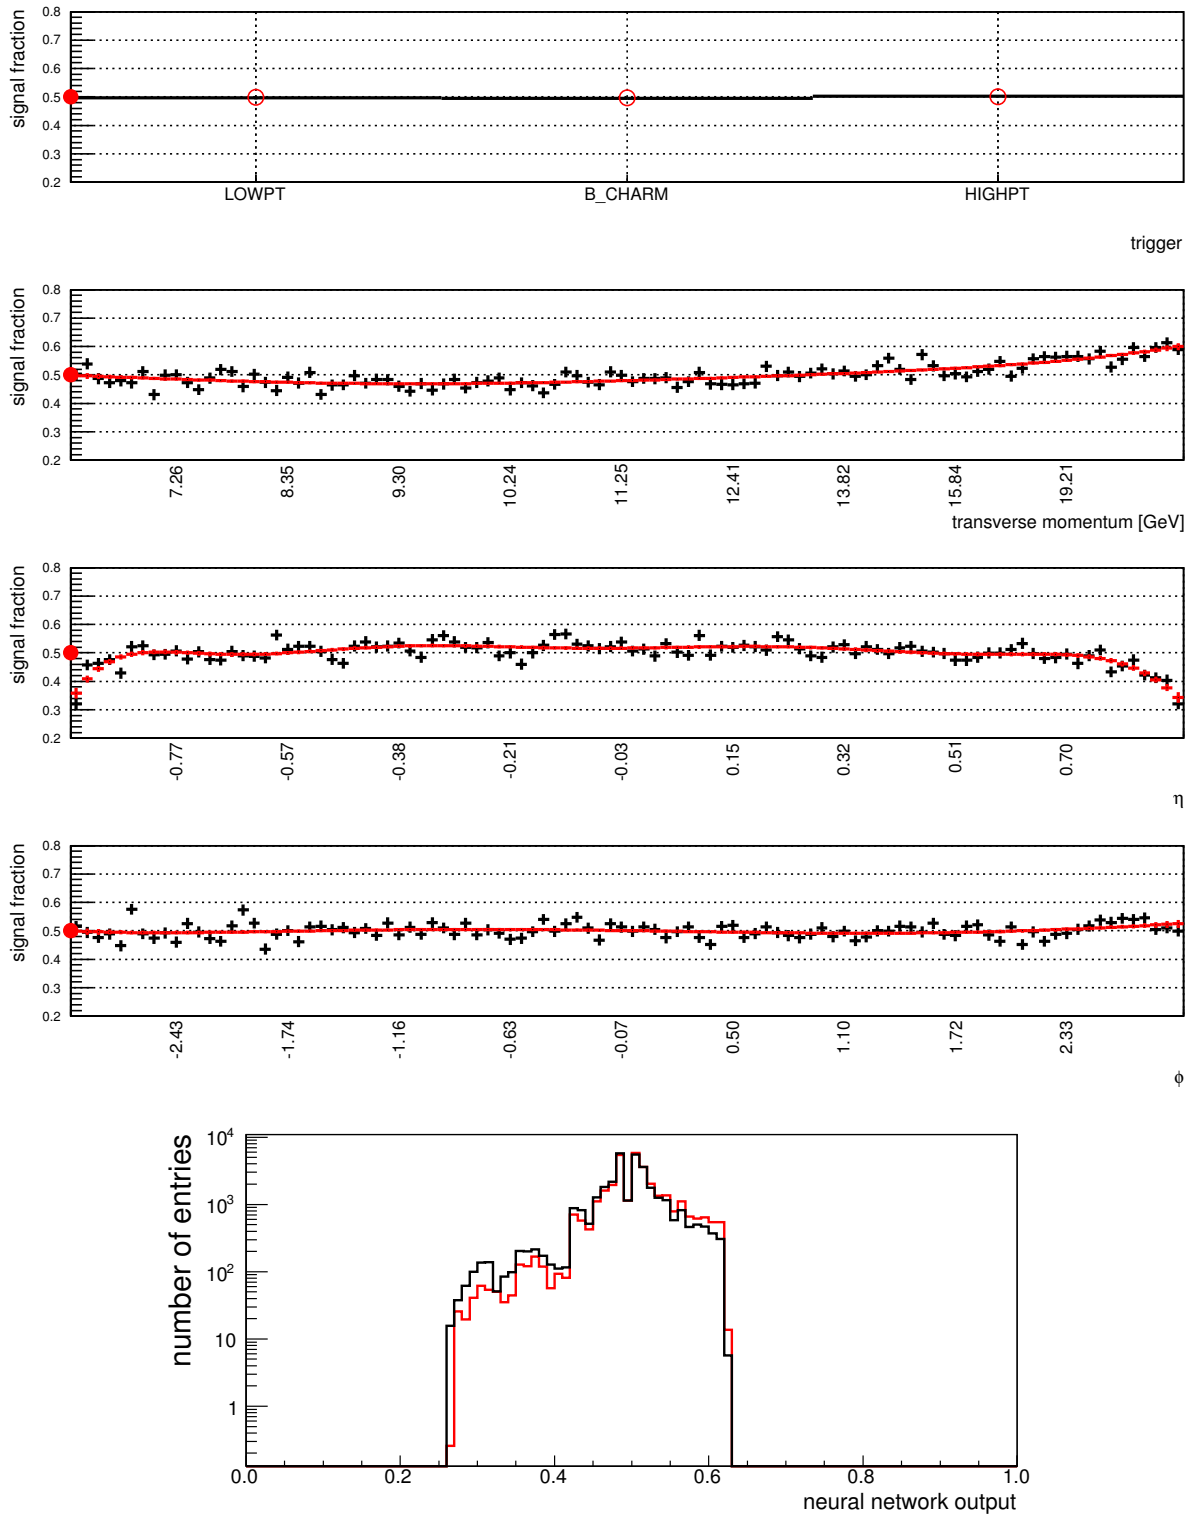 signal fraction
0.8
0.7
0.6
0.5
0.4
0.3
0.2
LOWPT B_CHARM HIGHPT
trigger
signal fraction
0.8
0.7
0.6
0.5
0.4
0.3
0.2
7.26 8.35 9.30 10.24 11.25 12.41 13.82 15.84 19.21
transverse momentum [GeV]
signal fraction
0.8
0.7
0.6
0.5
0.4
0.3
0.2
-0.77 -0.57 -0.38 -0.21 -0.03 0.15 0.32 0.51 0.70
η
signal fraction
0.8
0.7
0.6
0.5
0.4
0.3
0.2
-2.43 -1.74 -1.16 -0.63 -0.07 0.50 1.10 1.72 2.33
ϕ
number of entries
10⁴
10³
10²
10
1
0.0 0.2 0.4 0.6 0.8 1.0
neural network output